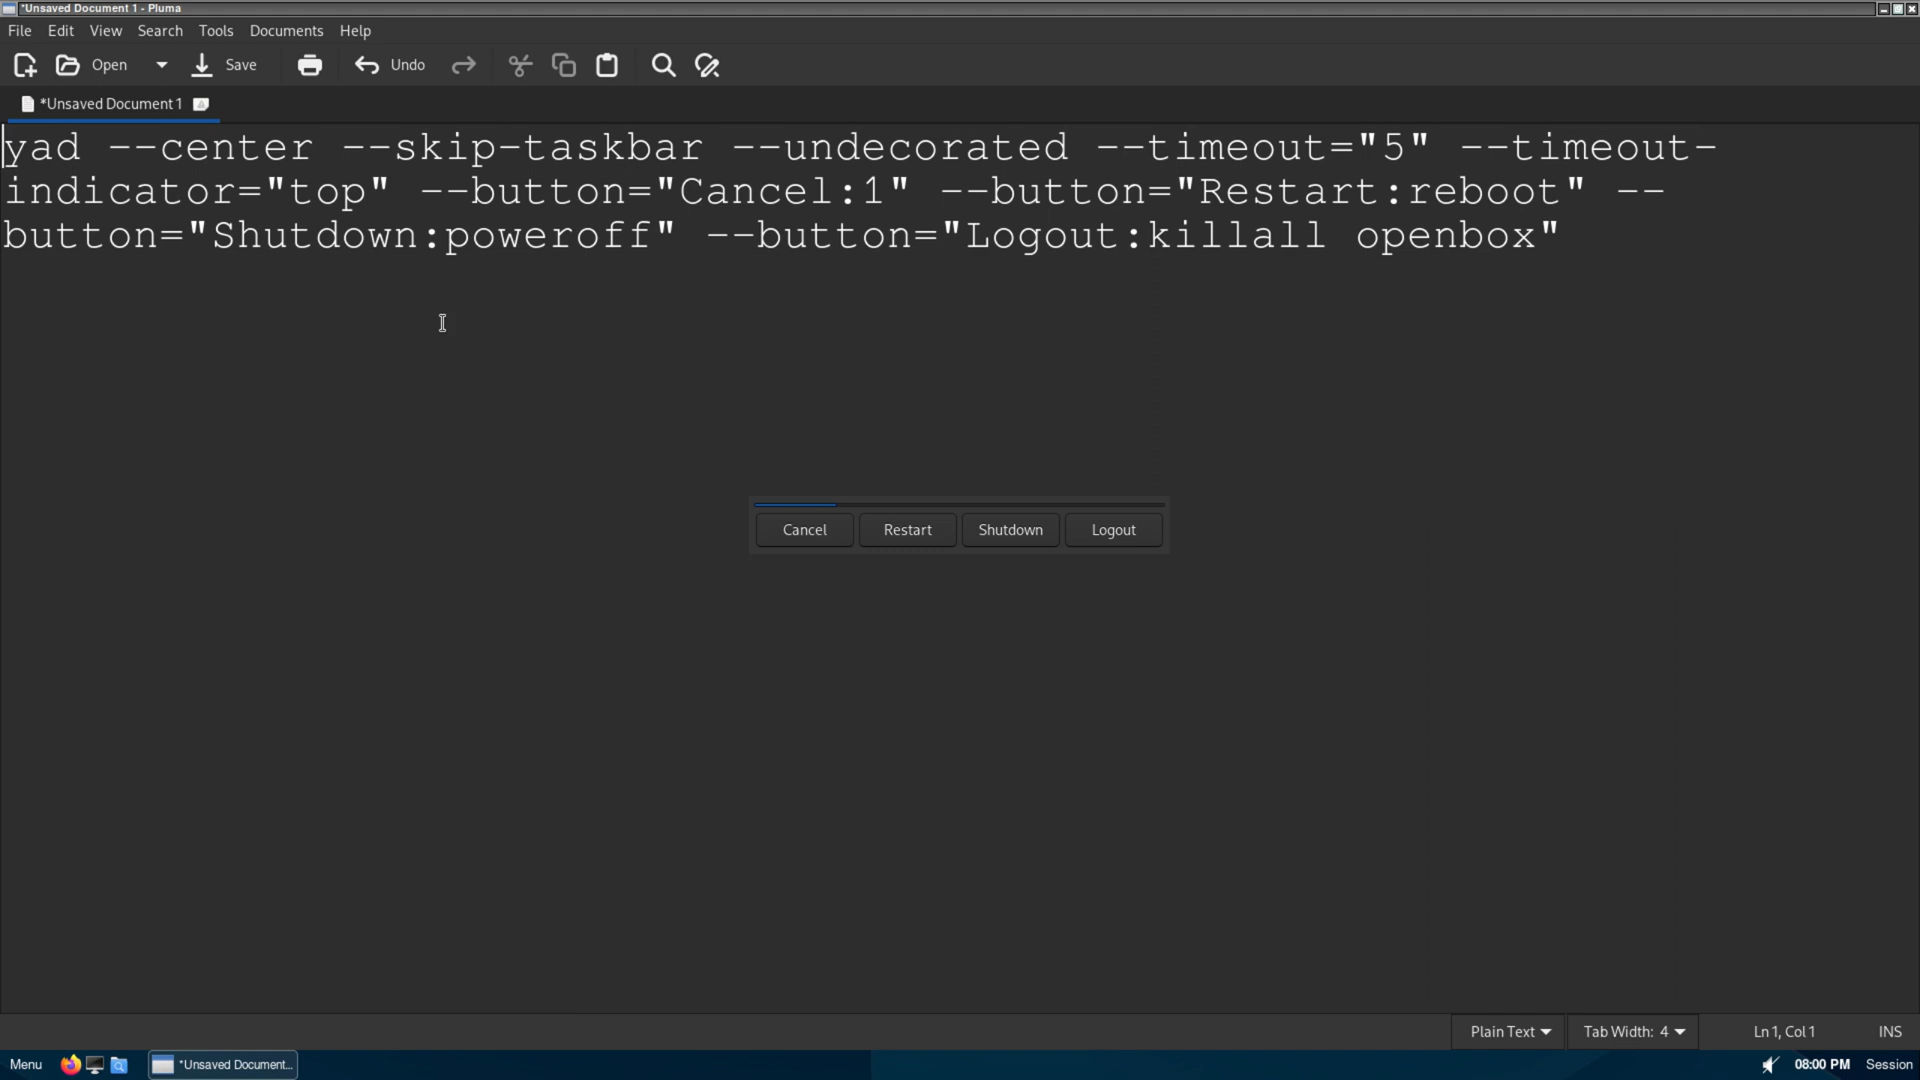 *Unsaved Document 1 - Pluma
File Edit View Search Tools Documents Help
Open Save Undo
*Unsaved Document 1
yad --center --skip-taskbar --undecorated --timeout="5" --timeout-
indicator="top" --button="Cancel:1" --button="Restart:reboot" --
button="Shutdown:poweroff" --button="Logout:killall openbox"
Cancel Restart Shutdown Logout
Plain Text Tab Width: 4 Ln 1, Col 1 INS
Menu *Unsaved Document... 08:00 PM Session